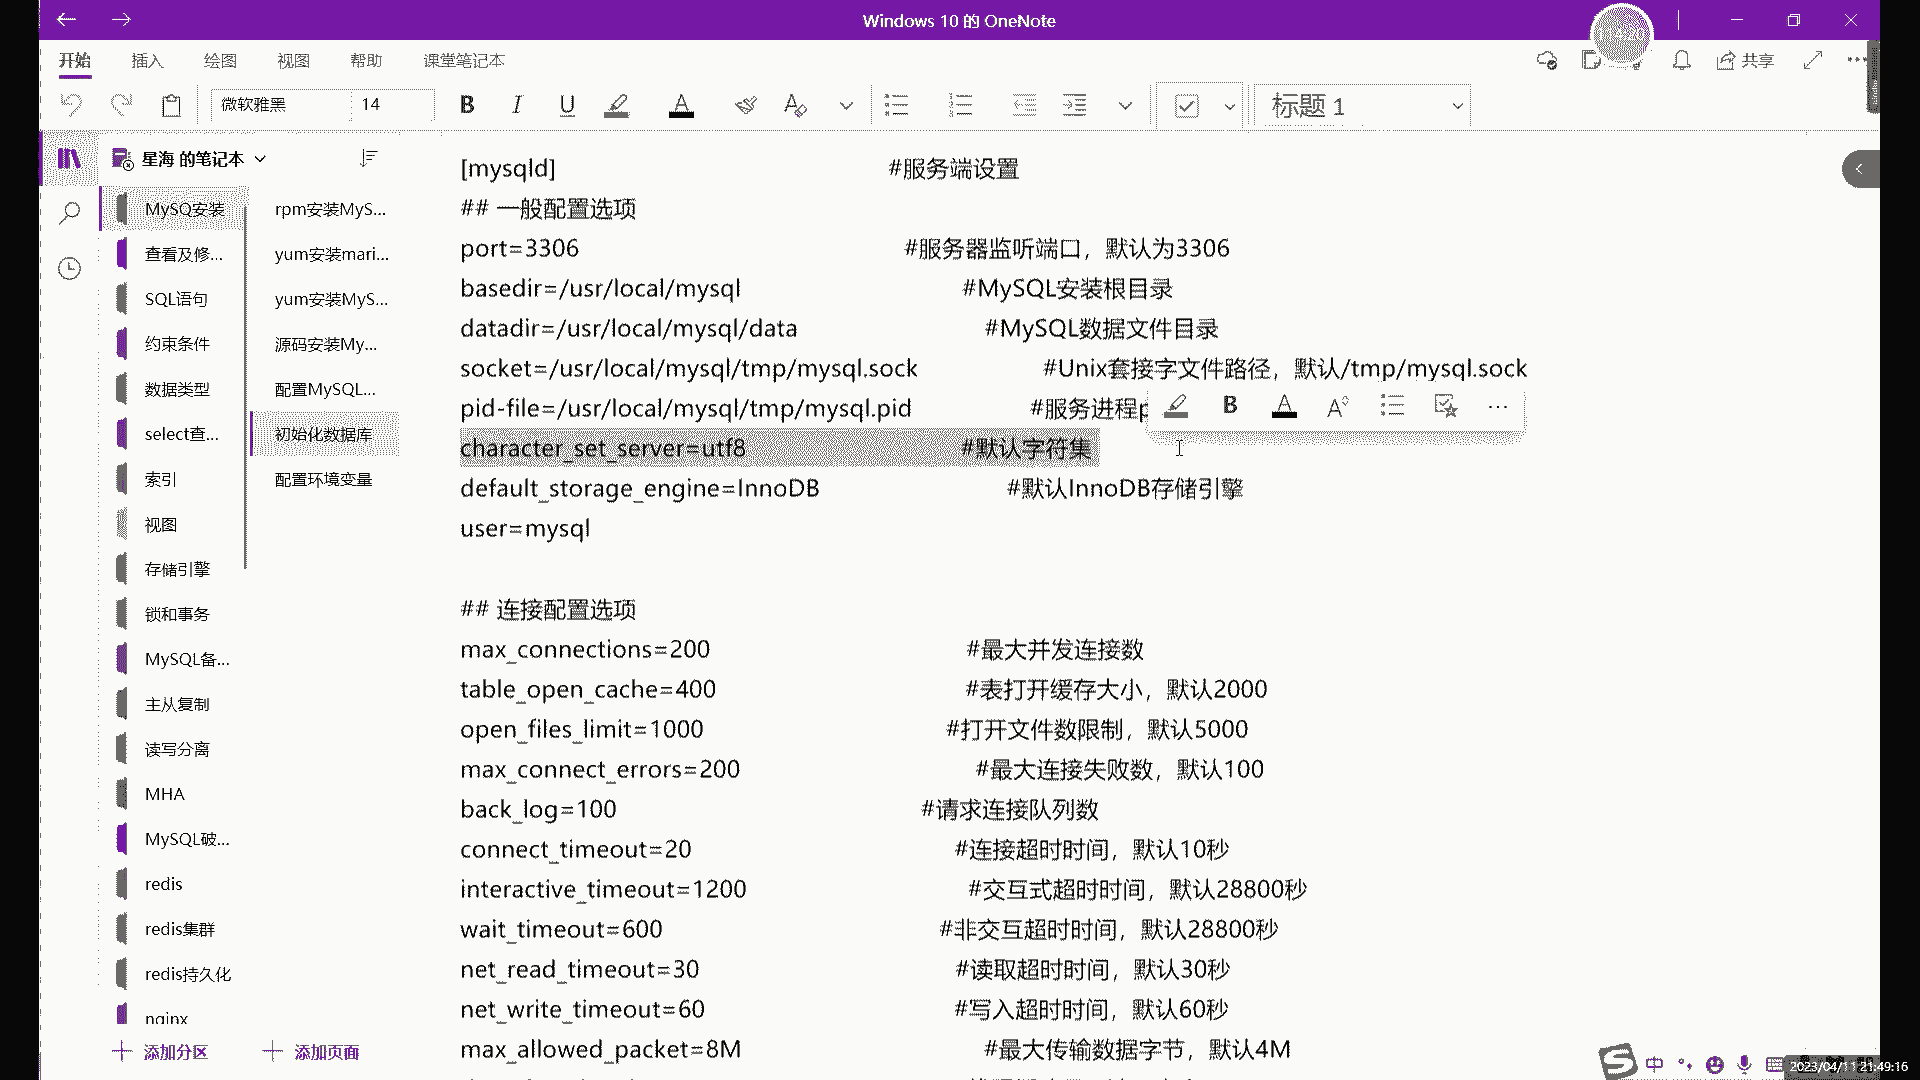 Windows 10 的 OneNote
开始 插入 绘图 视图 帮助 课堂笔记本 共享
微软雅黑 14 B I U A 标题 1
星海 的笔记本
MySQ安装
查看及修...
SQL语句
约束条件
数据类型
select查...
索引
视图
存储引擎
锁和事务
MySQL备...
主从复制
读写分离
MHA
MySQL破...
redis
redis集群
redis持久化
nginx
添加分区
rpm安装MyS...
yum安装mari...
yum安装MyS...
源码安装My...
配置MySQL...
初始化数据库
配置环境变量
添加页面
[mysqld] #服务端设置
## 一般配置选项
port=3306 #服务器监听端口，默认为3306
basedir=/usr/local/mysql #MySQL安装根目录
datadir=/usr/local/mysql/data #MySQL数据文件目录
socket=/usr/local/mysql/tmp/mysql.sock #Unix套接字文件路径，默认/tmp/mysql.sock
pid-file=/usr/local/mysql/tmp/mysql.pid #服务进程p
character_set_server=utf8 #默认字符集
default_storage_engine=InnoDB #默认InnoDB存储引擎
user=mysql
## 连接配置选项
max_connections=200 #最大并发连接数
table_open_cache=400 #表打开缓存大小，默认2000
open_files_limit=1000 #打开文件数限制，默认5000
max_connect_errors=200 #最大连接失败数，默认100
back_log=100 #请求连接队列数
connect_timeout=20 #连接超时时间，默认10秒
interactive_timeout=1200 #交互式超时时间，默认28800秒
wait_timeout=600 #非交互超时时间，默认28800秒
net_read_timeout=30 #读取超时时间，默认30秒
net_write_timeout=60 #写入超时时间，默认60秒
max_allowed_packet=8M #最大传输数据字节，默认4M
中
2023/04/11 21:49:16